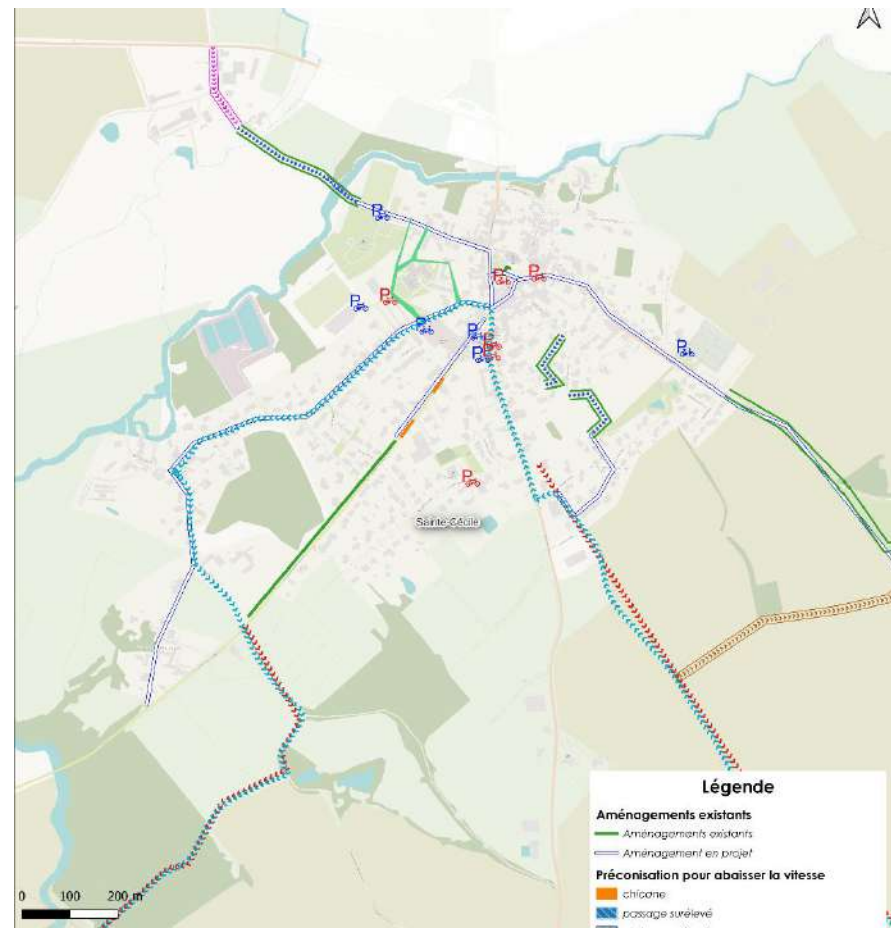 P
P
P
P
P
P
P
P
P
P
P
P
Sainte-Cécile
0 100 200 m
Légende
Aménagements existants
Aménagements existants
Aménagement en projet
Préconisation pour abaisser la vitesse
chicane
passage surélevé